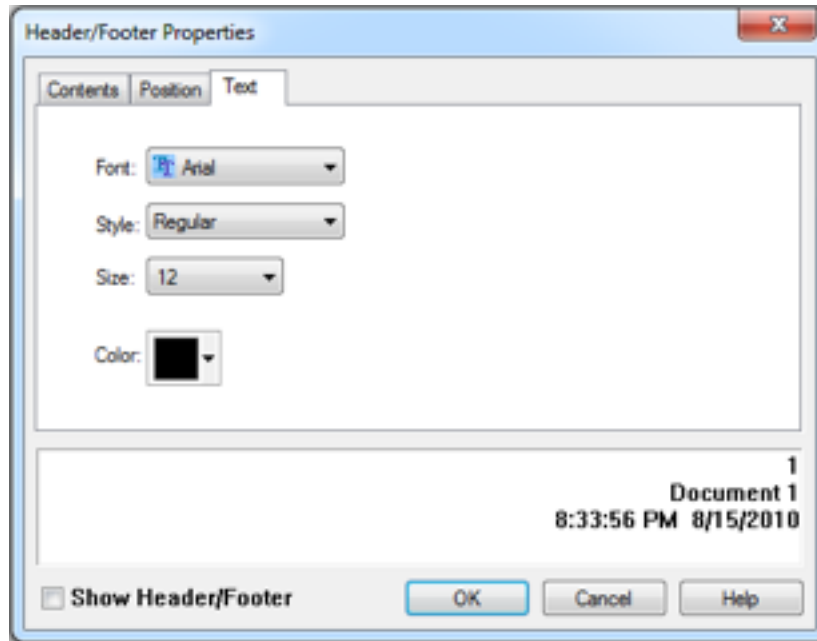 Header/Footer Properties
Contents Position Text
Font: Arial
Style: Regular
Size: 12
Color:
1
Document 1
8:33:56 PM 8/15/2010
Show Header/Footer OK Cancel Help